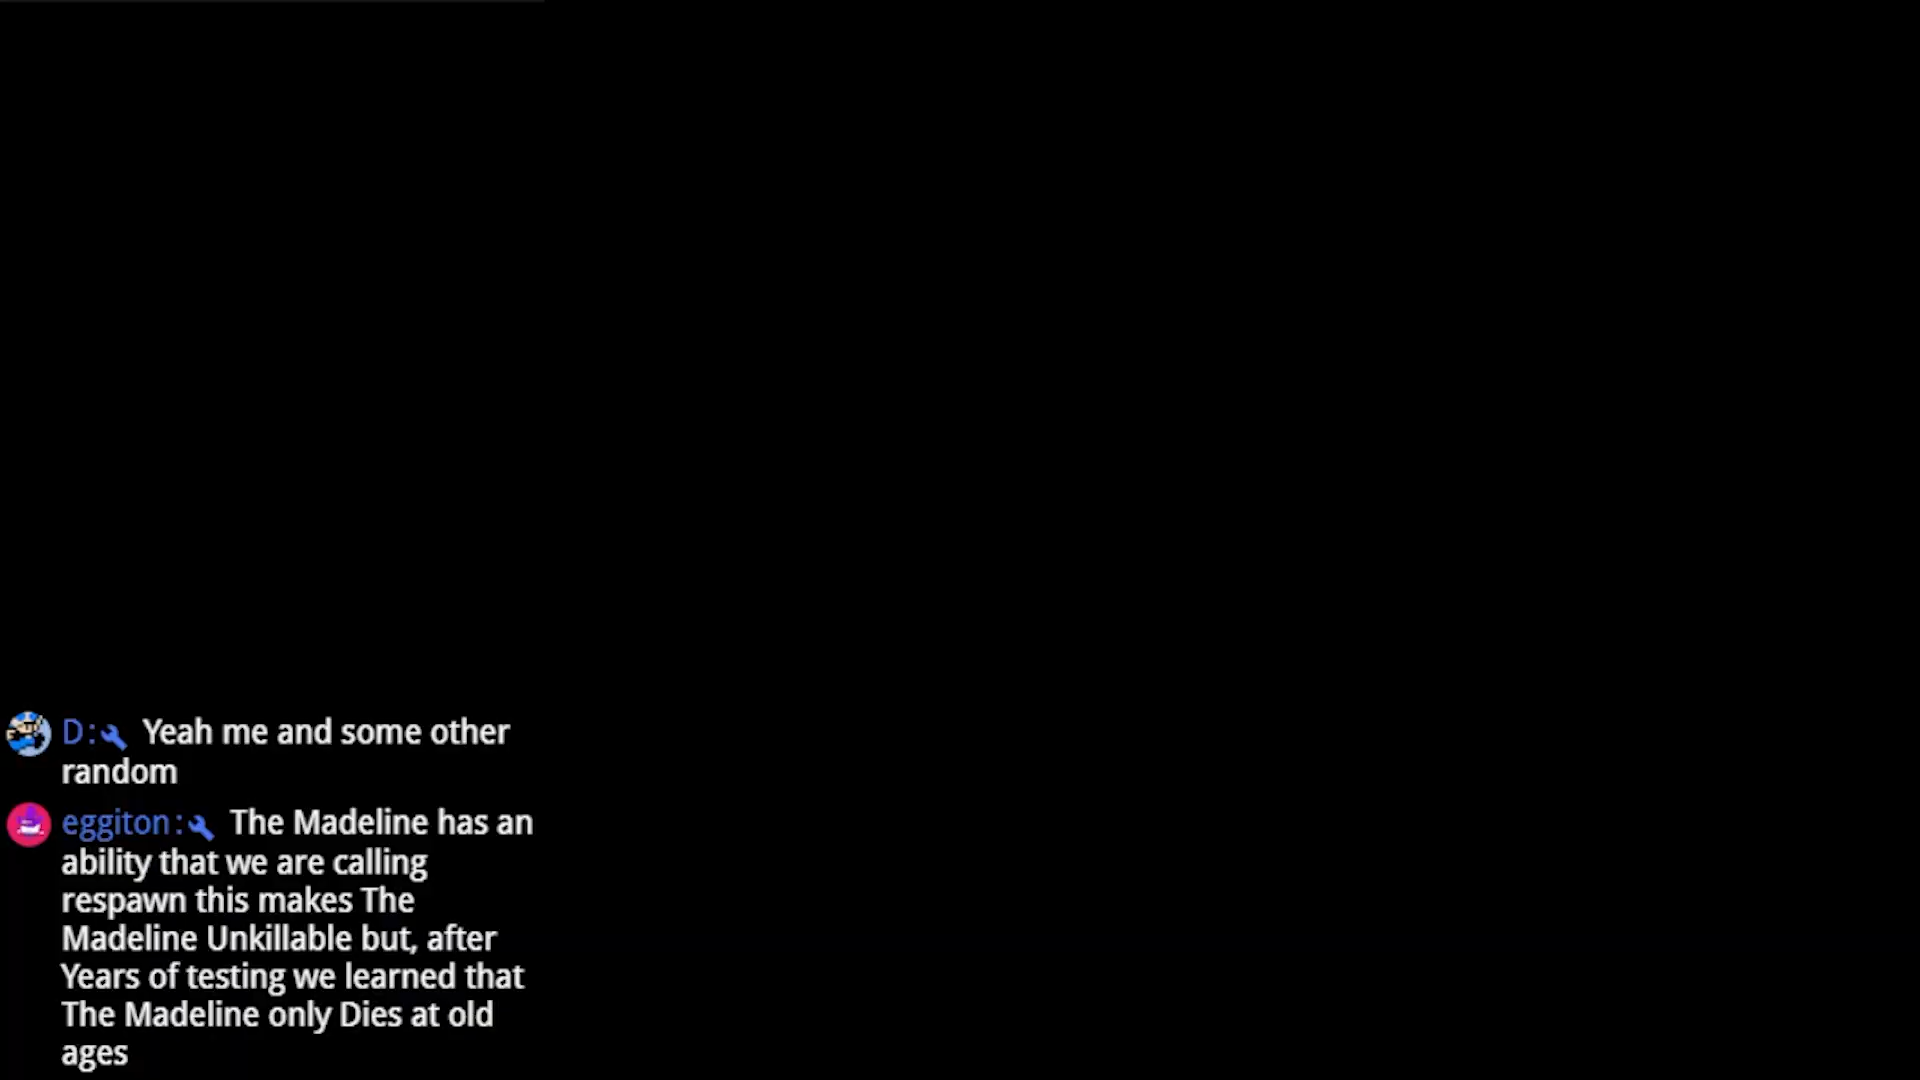 D: Yeah me and some other
random
eggiton: The Madeline has an
ability that we are calling
respawn this makes The
Madeline Unkillable but, after
Years of testing we learned that
The Madeline only Dies at old
ages